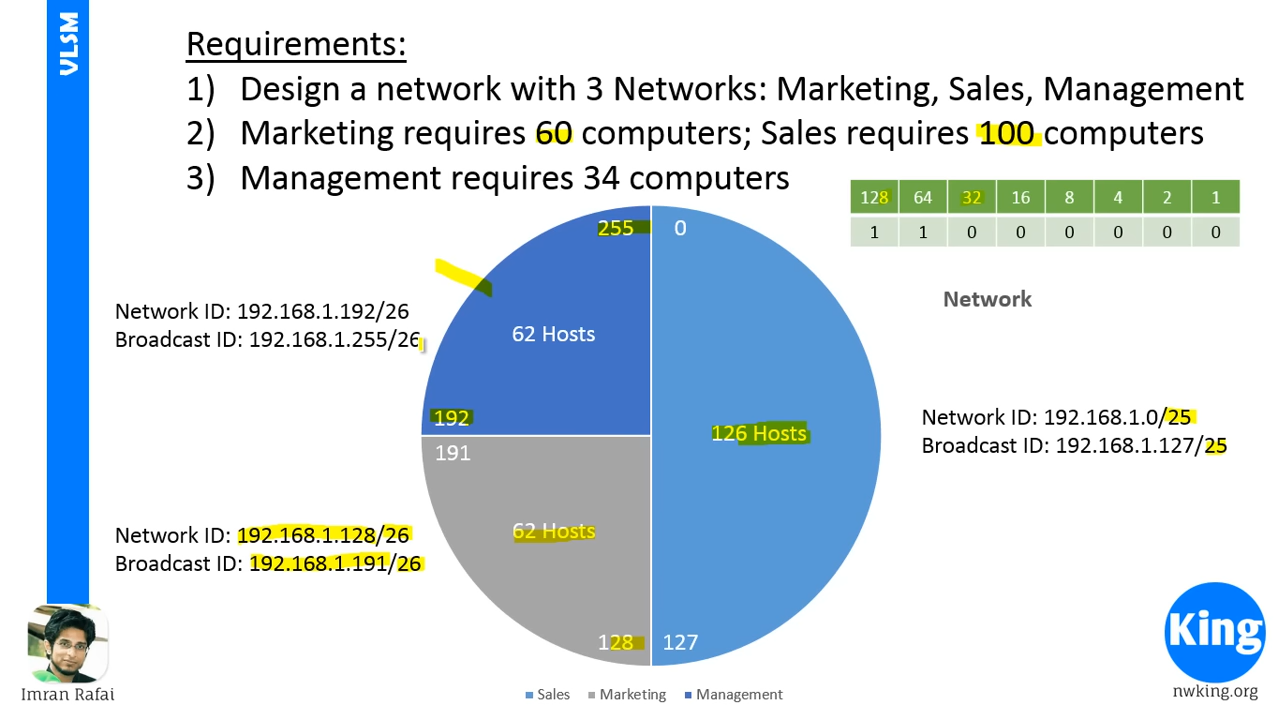 VLSM
Requirements:
1) Design a network with 3 Networks: Marketing, Sales, Management
2) Marketing requires 60 computers; Sales requires 100 computers
3) Management requires 34 computers
128 64 32 16 8 4 2 1
1 1 0 0 0 0 0 0
Network
255 0
62 Hosts
Network ID: 192.168.1.192/26
Broadcast ID: 192.168.1.255/26
192
191
126 Hosts
Network ID: 192.168.1.0/25
Broadcast ID: 192.168.1.127/25
62 Hosts
Network ID: 192.168.1.128/26
Broadcast ID: 192.168.1.191/26
128 127
Sales Marketing Management
Imran Rafai
King
nwking.org